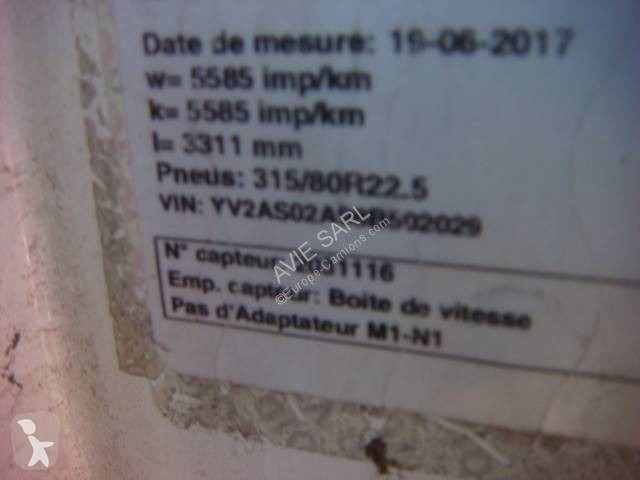 Date de mesure: 19-06-2017
w= 5585 imp/km
k= 5585 imp/km
l= 3311 mm
Pneus: 315/80R22.5
VIN:
N° capteur
Emp. capteur: Boite de vitesse
Pas d'Adaptateur M1-N1
AVIE SARL
©Europe-Camions.com